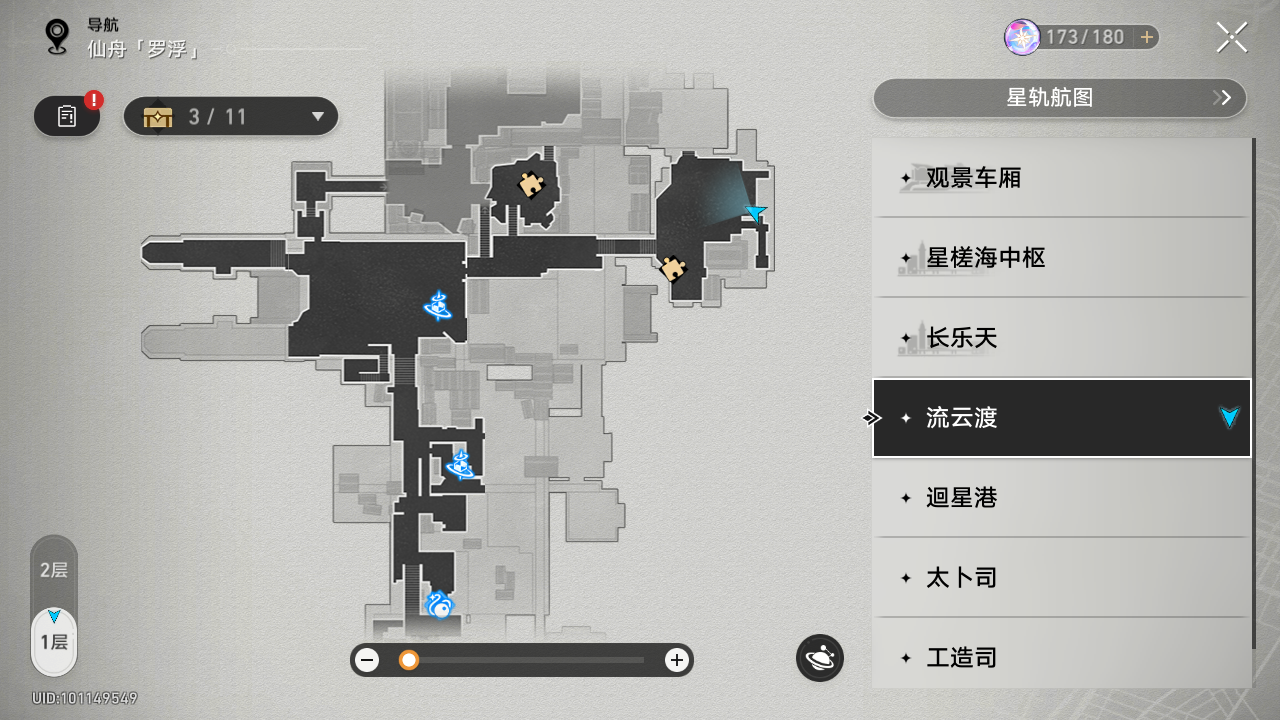 导航
仙舟「罗浮」
173/180
3 / 11
星轨航图
观景车厢
星槎海中枢
长乐天
流云渡
迴星港
太卜司
工造司
2层
1层
UID:101149549